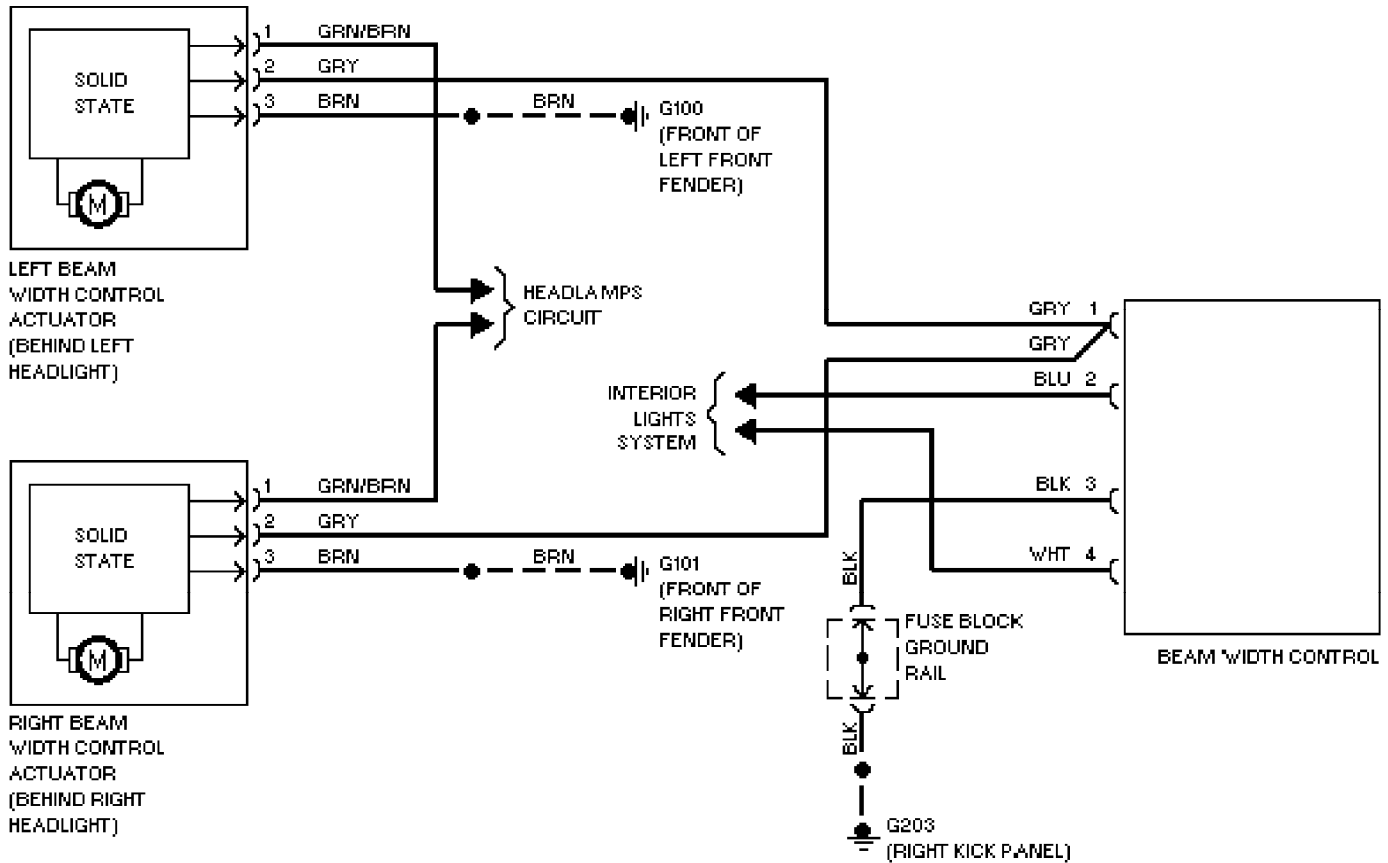 1 GRN/BRN
2 GRY
3 BRN
BRN
SOLID
STATE
M
G100
(FRONT OF
LEFT FRONT
FENDER)
LEFT BEAM
WIDTH CONTROL
ACTUATOR
(BEHIND LEFT
HEADLIGHT)
HEADLAMPS
CIRCUIT
GRY 1
GRY
BLU 2
BLK 3
WHT 4
INTERIOR
LIGHTS
SYSTEM
1 GRN/BRN
2 GRY
3 BRN
BRN
SOLID
STATE
M
G101
(FRONT OF
RIGHT FRONT
FENDER)
BLK
FUSE BLOCK
GROUND
RAIL
BLK
BEAM WIDTH CONTROL
RIGHT BEAM
WIDTH CONTROL
ACTUATOR
(BEHIND RIGHT
HEADLIGHT)
G203
(RIGHT KICK PANEL)